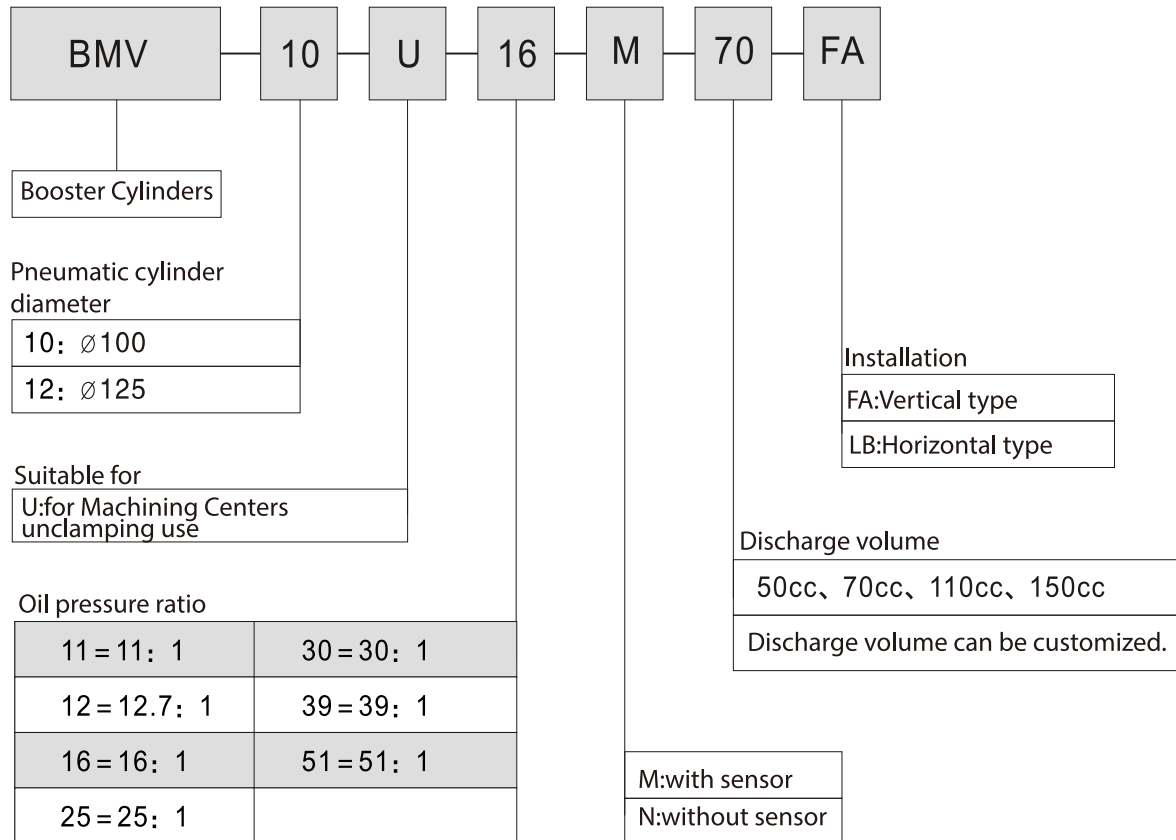 BMV 10 U 16 M 70 FA
Booster Cylinders
Pneumatic cylinder
diameter
10: ∅100
12: ∅125
Suitable for
U:for Machining Centers
unclamping use
Oil pressure ratio
11=11: 1 30=30: 1
12=12.7: 1 39=39: 1
16=16: 1 51=51: 1
25=25: 1
M:with sensor
N:without sensor
Discharge volume
50cc、70cc、110cc、150cc
Discharge volume can be customized.
Installation
FA:Vertical type
LB:Horizontal type